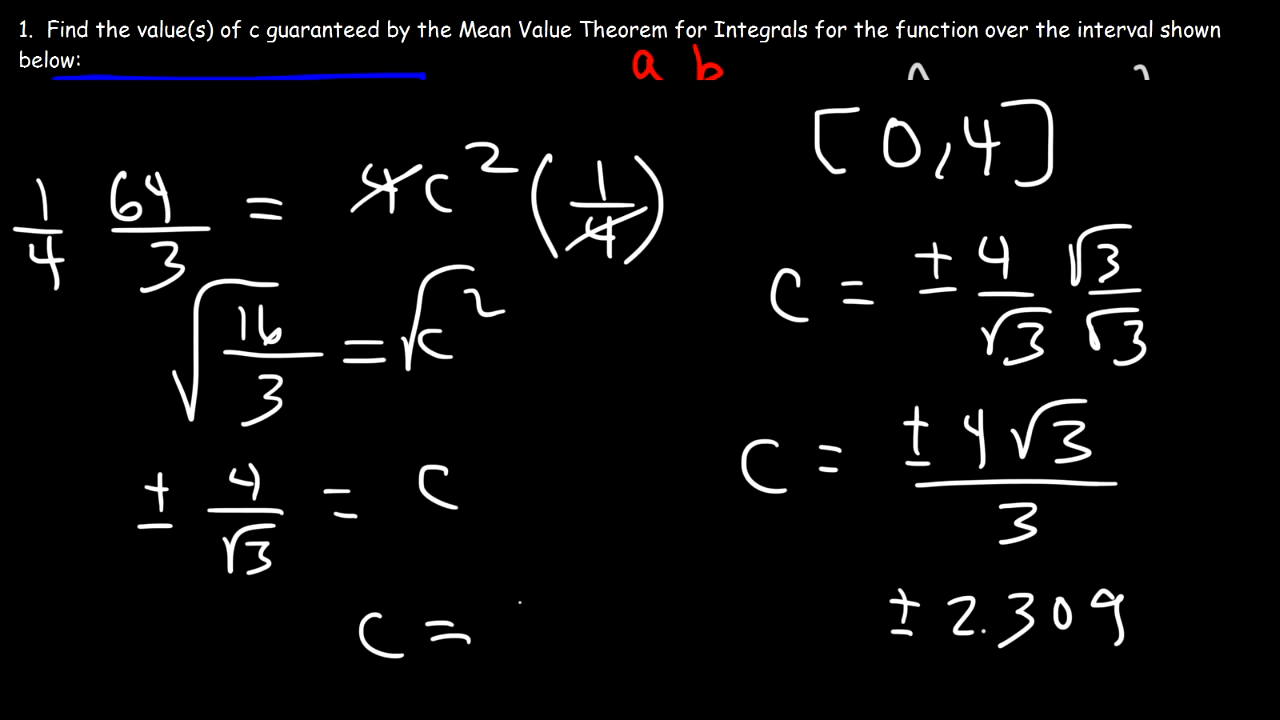 1. Find the value(s) of c guaranteed by the Mean Value Theorem for Integrals for the function over the interval shown
below:
a b
[0,4]
1/4 64/3 = 4c²(1/4)
√16/3 = √c²
± 4/√3 = c
c =
c = ± 4/√3 √3/√3
c = ±4√3/3
± 2.309